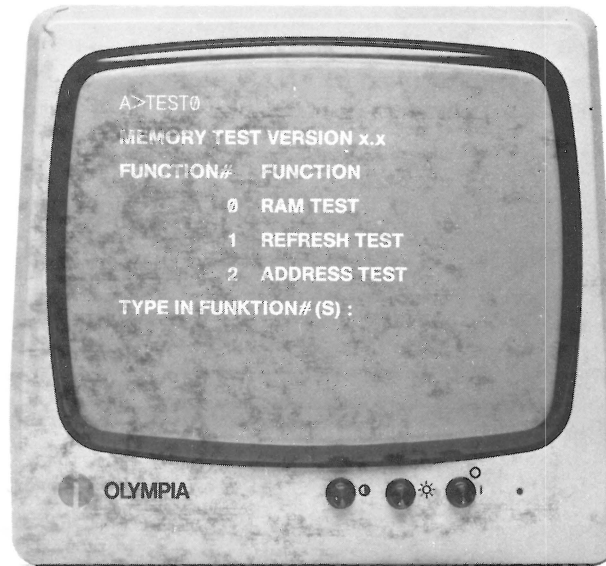 A>TEST0
MEMORY TEST VERSION x.x
FUNCTION# FUNCTION
0 RAM TEST
1 REFRESH TEST
2 ADDRESS TEST
TYPE IN FUNKTION# (S) :
OLYMPIA